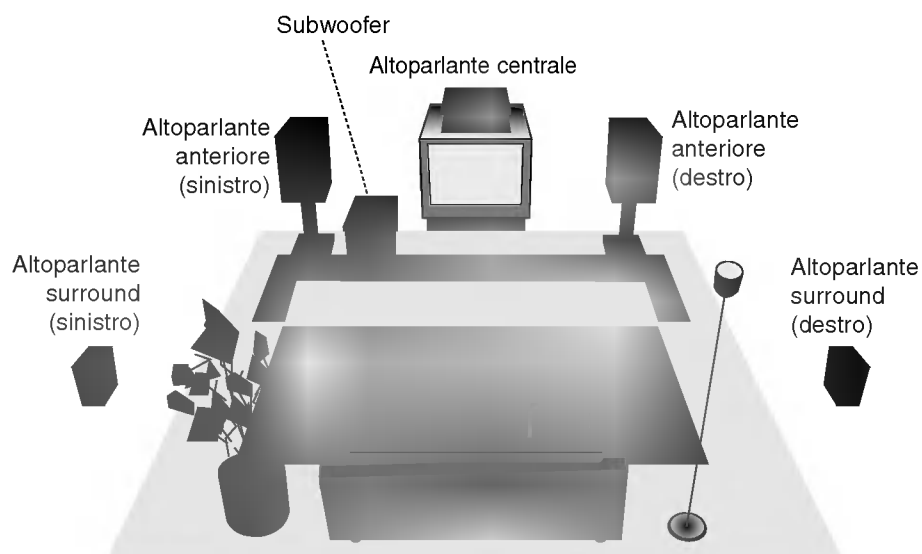 Subwoofer
Altoparlante centrale
Altoparlante
anteriore
(sinistro)
Altoparlante
anteriore
(destro)
Altoparlante
surround
(sinistro)
Altoparlante
surround
(destro)